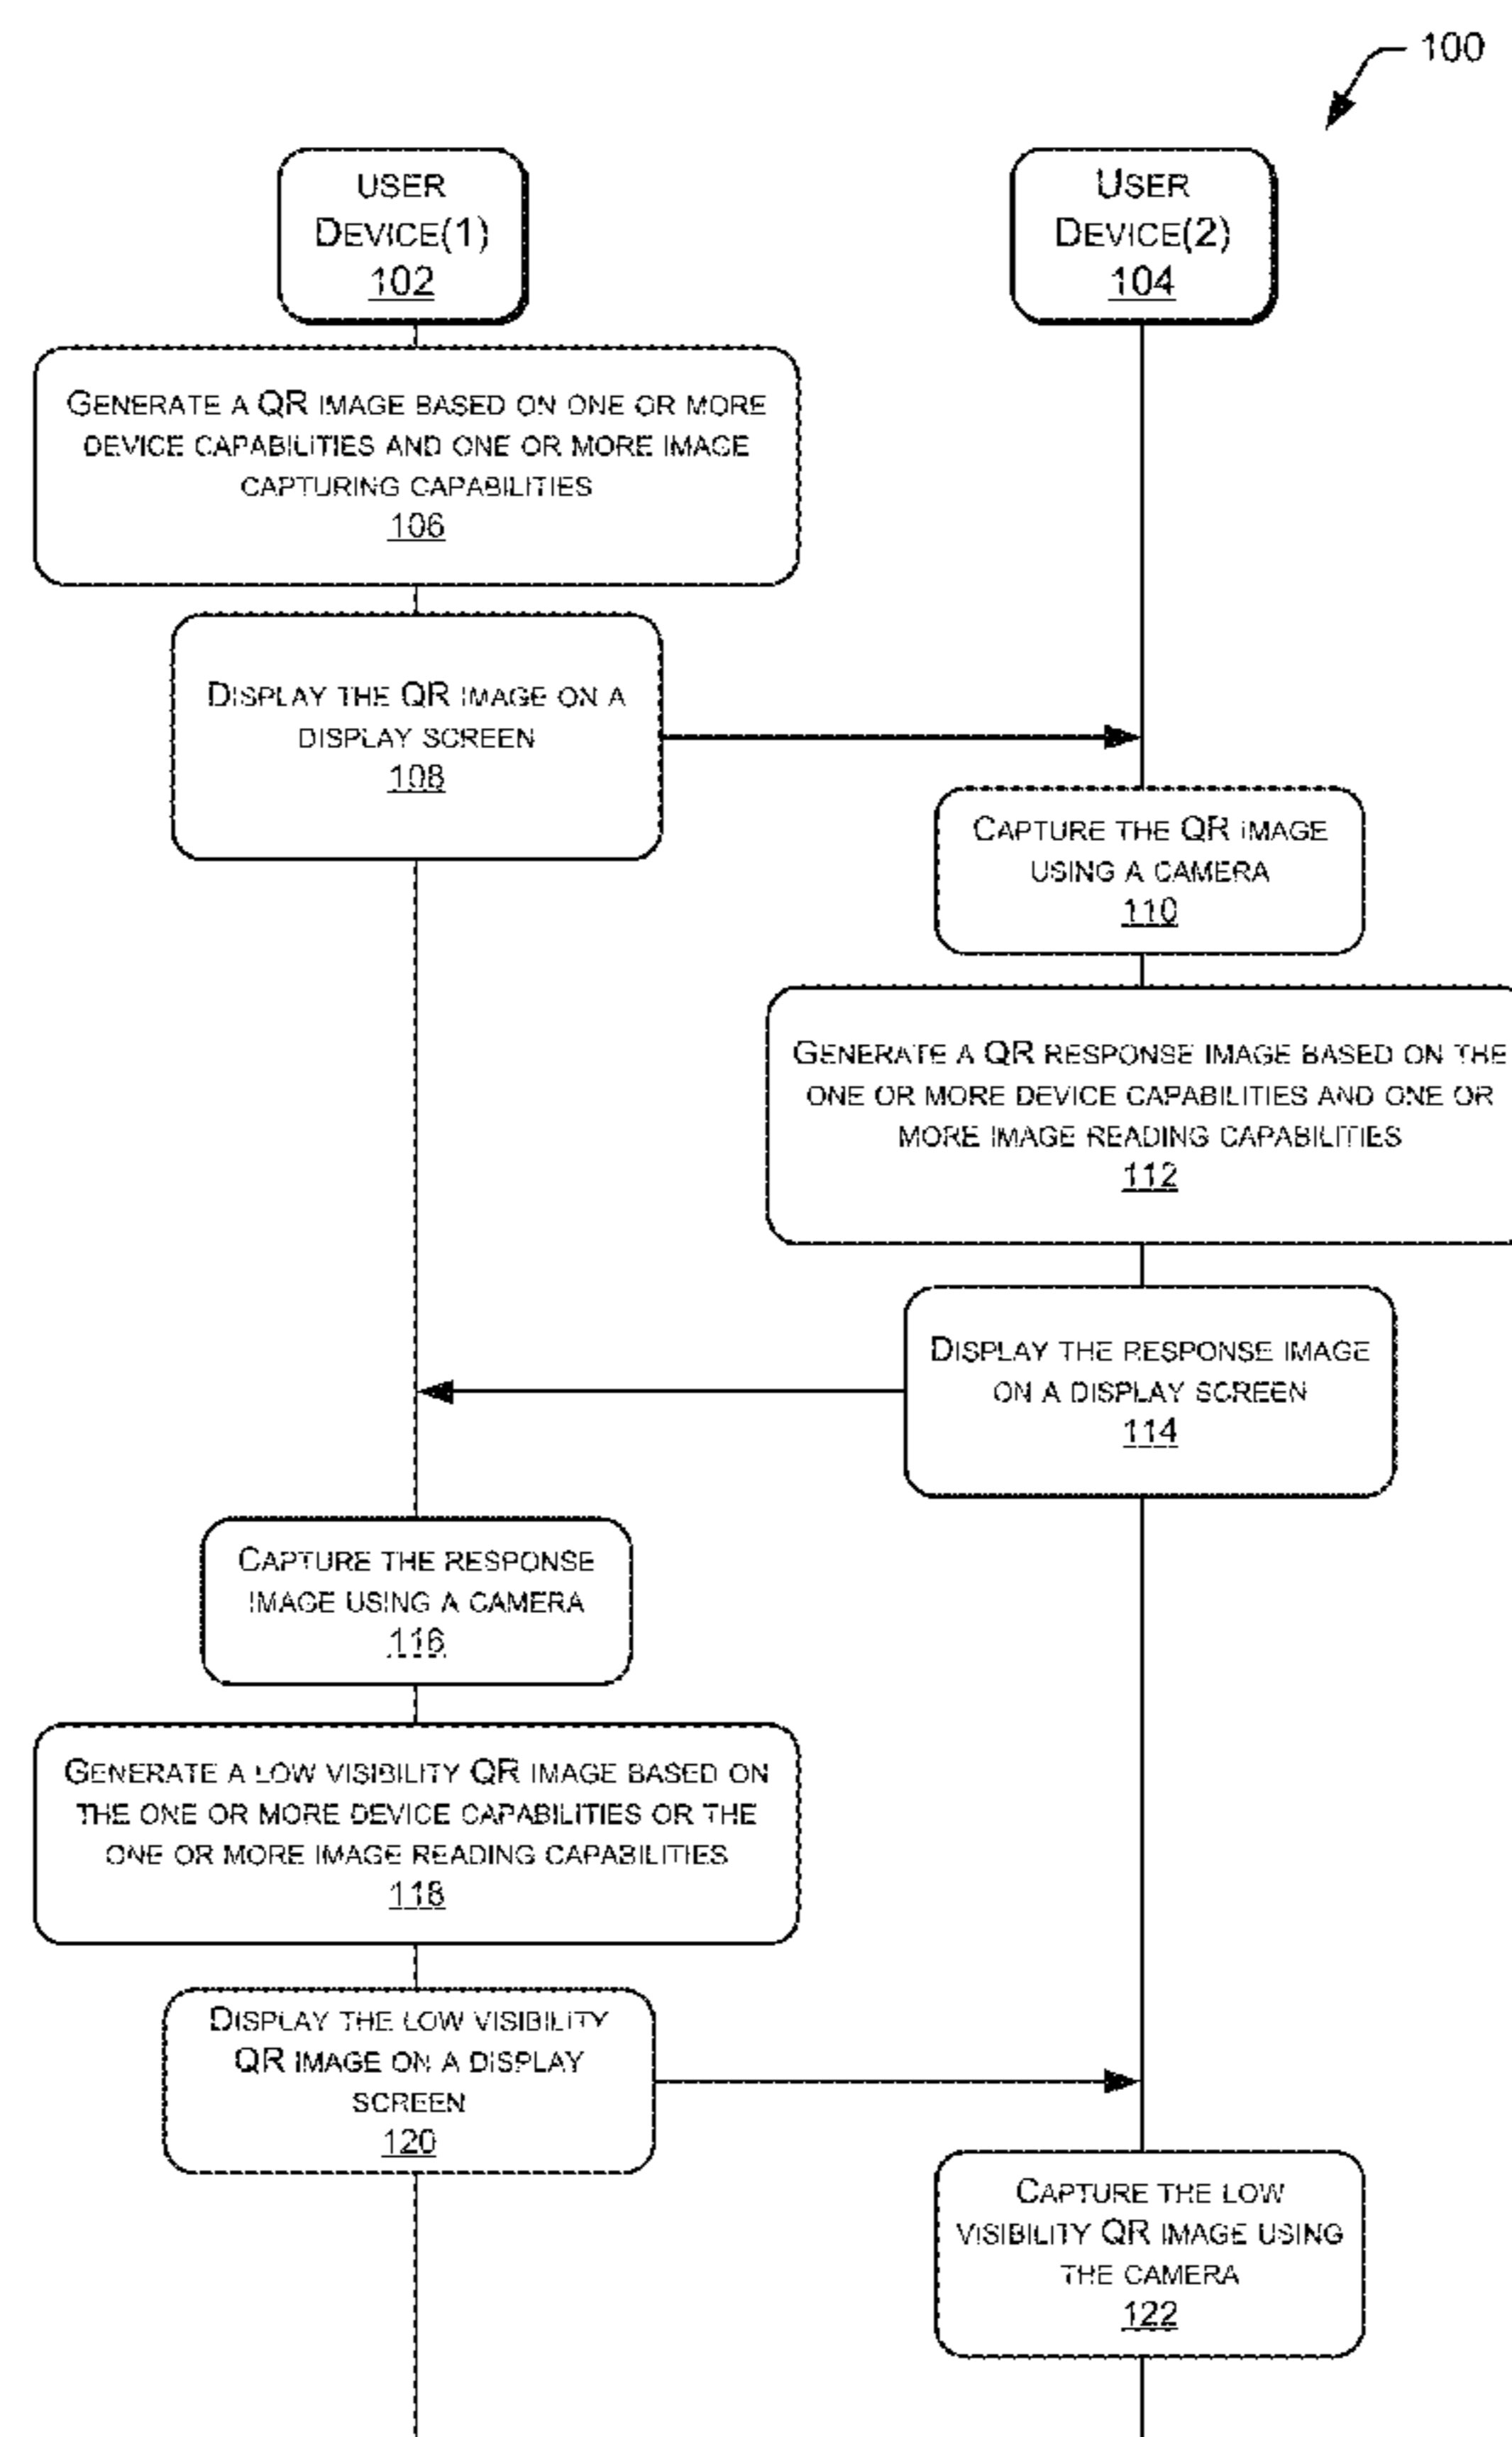 100
USER
DEVICE(1)
102
USER
DEVICE(2)
104
GENERATE A QR IMAGE BASED ON ONE OR MORE
DEVICE CAPABILITIES AND ONE OR MORE IMAGE
CAPTURING CAPABILITIES
106
DISPLAY THE QR IMAGE ON A
DISPLAY SCREEN
108
CAPTURE THE QR IMAGE
USING A CAMERA
110
GENERATE A QR RESPONSE IMAGE BASED ON THE
ONE OR MORE DEVICE CAPABILITIES AND ONE OR
MORE IMAGE READING CAPABILITIES
112
DISPLAY THE RESPONSE IMAGE
ON A DISPLAY SCREEN
114
CAPTURE THE RESPONSE
IMAGE USING A CAMERA
116
GENERATE A LOW VISIBILITY QR IMAGE BASED ON
THE ONE OR MORE DEVICE CAPABILITIES OR THE
ONE OR MORE IMAGE READING CAPABILITIES
118
DISPLAY THE LOW VISIBILITY
QR IMAGE ON A DISPLAY
SCREEN
120
CAPTURE THE LOW
VISIBILITY QR IMAGE USING
THE CAMERA
122